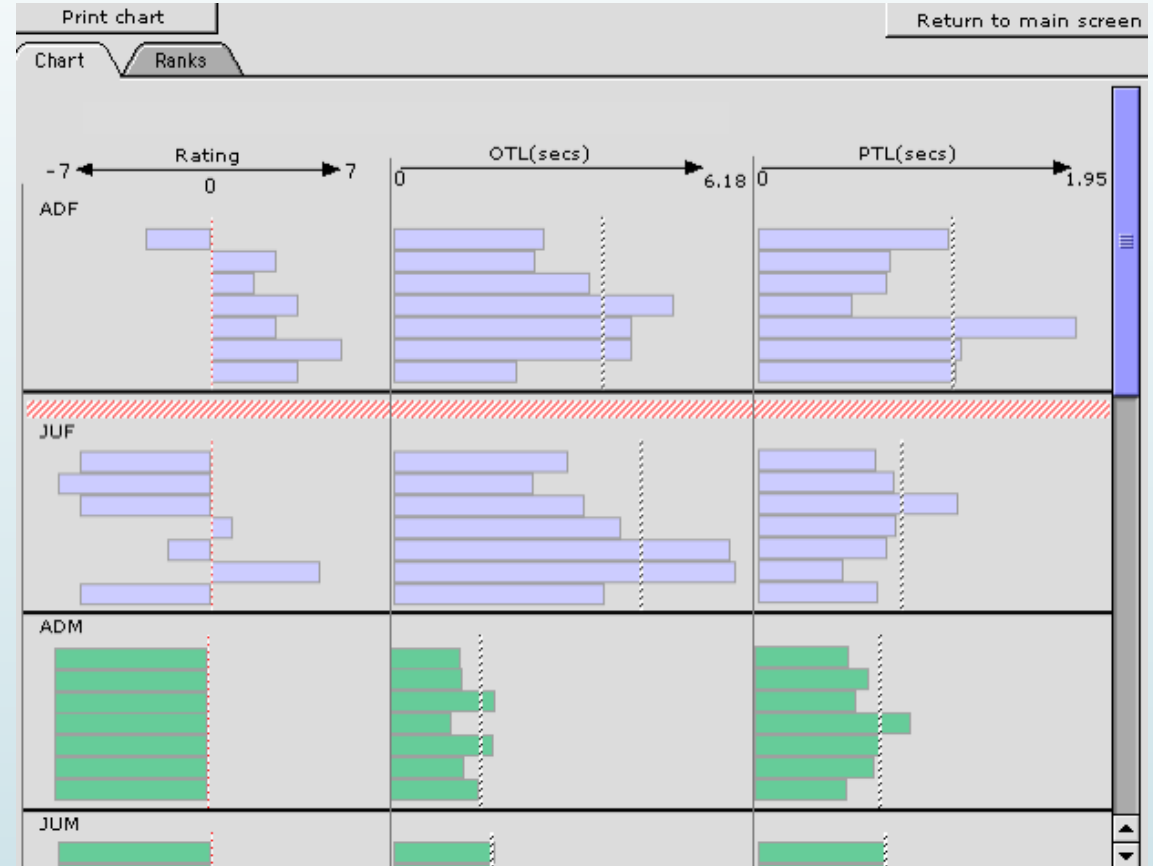 Print chart
Return to main screen
Chart
Ranks
Rating
OTL(secs)
PTL(secs)
-7
7
0
0
6.18
0
1.95
ADF
JUF
ADM
JUM